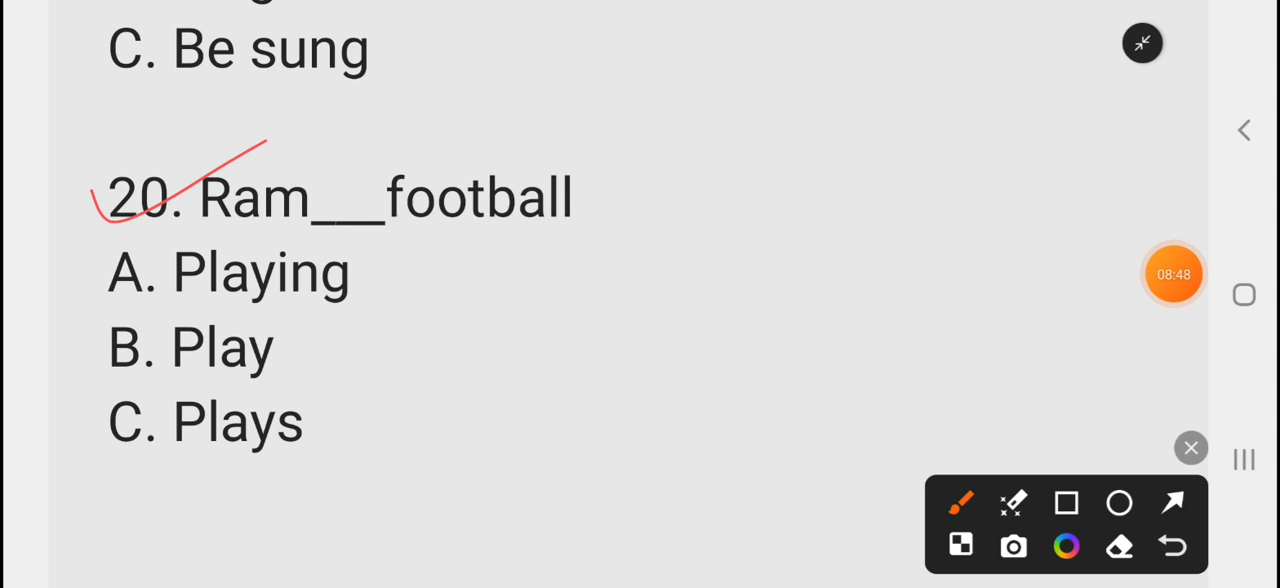 C. Be sung
20. Ram___football
A. Playing
B. Play
C. Plays
08:48